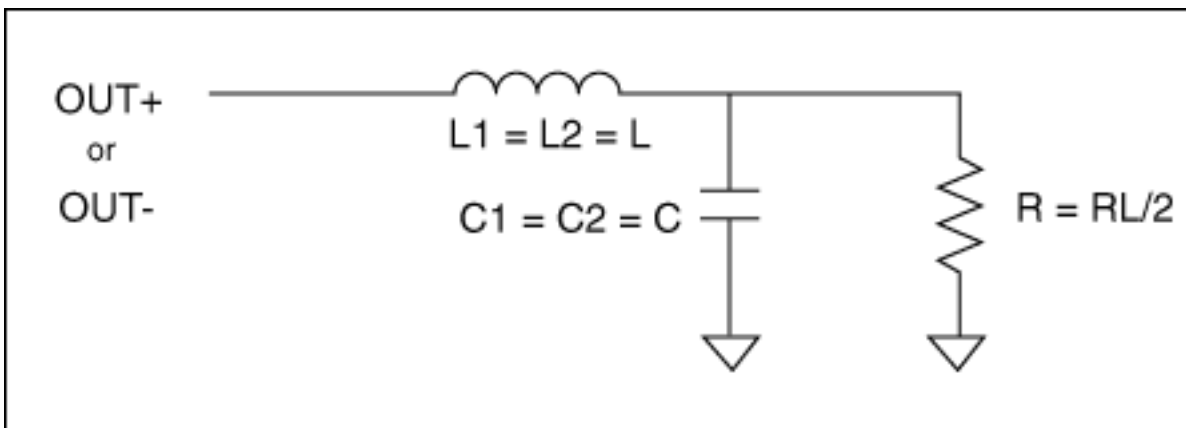 OUT+
or
OUT-
L1 = L2 = L
C1 = C2 = C
R = RL/2